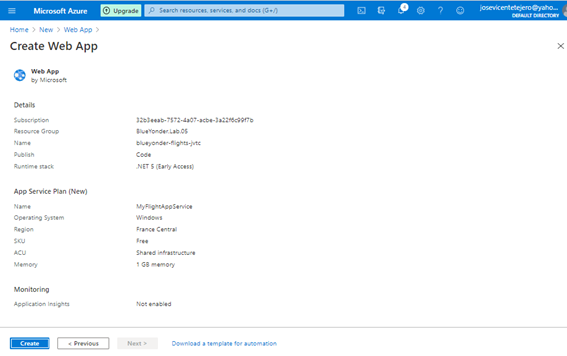 Microsoft Azure
Upgrade
Search resources, services, and docs (G+/)
4
josevicentetejero@yaho...
DEFAULT DIRECTORY
Home > New > Web App >
Create Web App
Web App
by Microsoft
Details
Subscription 32b3eeab-7572-4a07-acbe-3a22f6c99f7b
Resource Group BlueYonder.Lab.05
Name blueyonder-flights-jvtc
Publish Code
Runtime stack .NET 5 (Early Access)
App Service Plan (New)
Name MyFlightAppService
Operating System Windows
Region France Central
SKU Free
ACU Shared infrastructure
Memory 1 GB memory
Monitoring
Application Insights Not enabled
Create < Previous Next > Download a template for automation